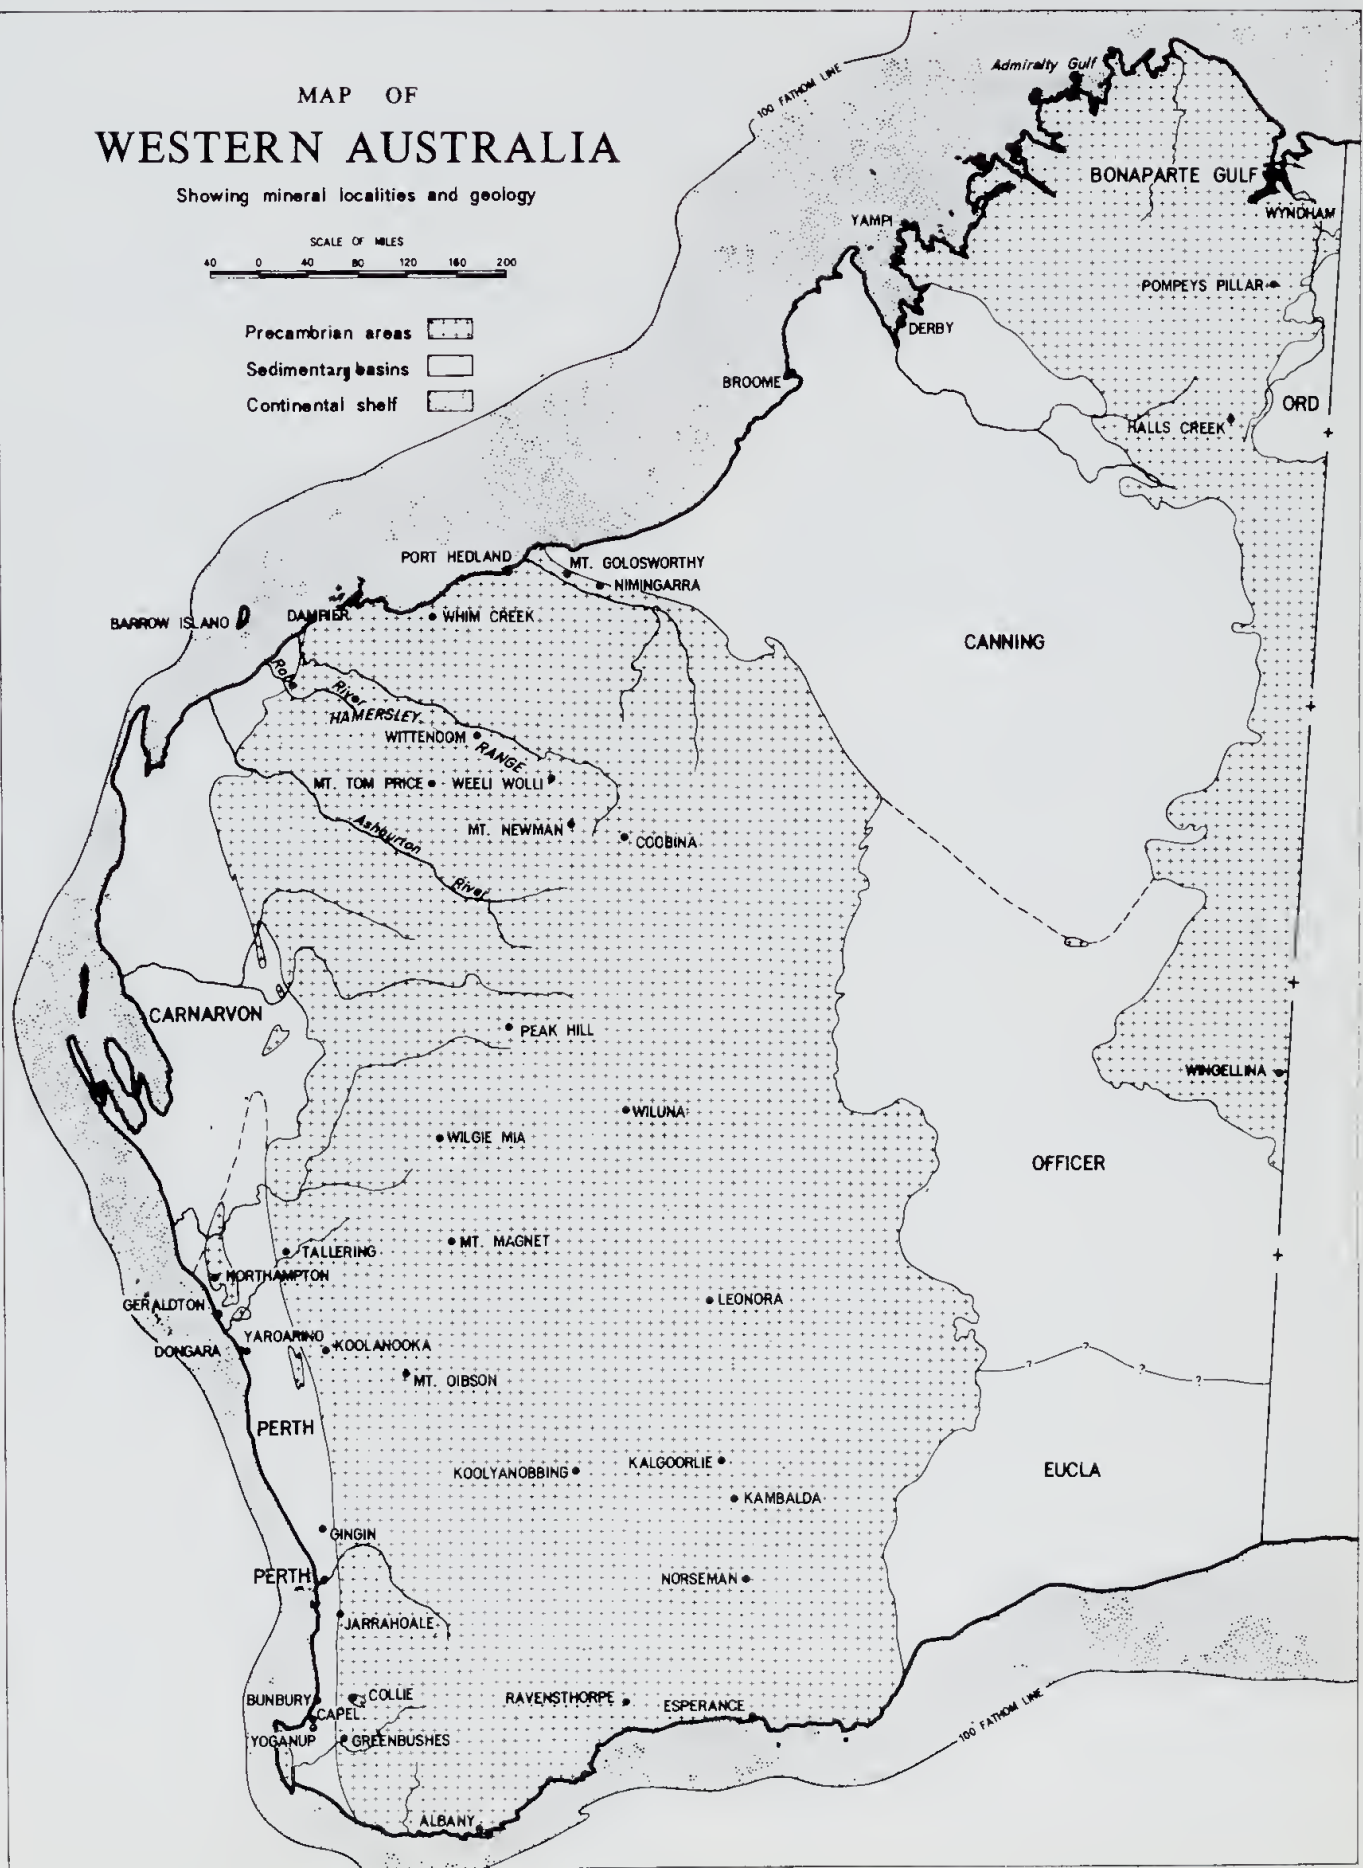 MAP OF
WESTERN AUSTRALIA
Showing mineral localities and geology
SCALE OF MILES
40 0 40 80 120 160 200
Precambrian areas
Sedimentary basins
Continental shelf
100 FATHOM LINE
Admiralty Gulf
BONAPARTE GULF
WYNDHAM
YAMPI
POMPEYS PILLAR
DERBY
BROOME
ORD
HALLS CREEK
PORT HEDLAND
MT. GOLOSWORTHY
NIMINGARRA
BARROW ISLAND
DAMPIER
WHIM CREEK
CANNING
Robe
River
HAMERSLEY
WITTENOOM
RANGE
MT. TOM PRICE
WEELI WOLLI
Ashburton
MT. NEWMAN
COOBINA
River
CARNARVON
PEAK HILL
WINGELLINA
WILUNA
WILGIE MIA
OFFICER
MT. MAGNET
TALLERING
NORTHAMPTON
LEONORA
GERALDTON
YAROARINO
KOOLANOOKA
DONGARA
? ? ? ?
MT. OIBSON
PERTH
KALGOORLIE
KOOLYANOBBING
EUCLA
KAMBALDA
GINGIN
PERTH
NORSEMAN
JARRAHOALE
COLLIE
BUNBURY
RAVENSTHORPE
ESPERANCE
CAPEL
YOGANUP
GREENBUSHES
100 FATHOM LINE
ALBANY